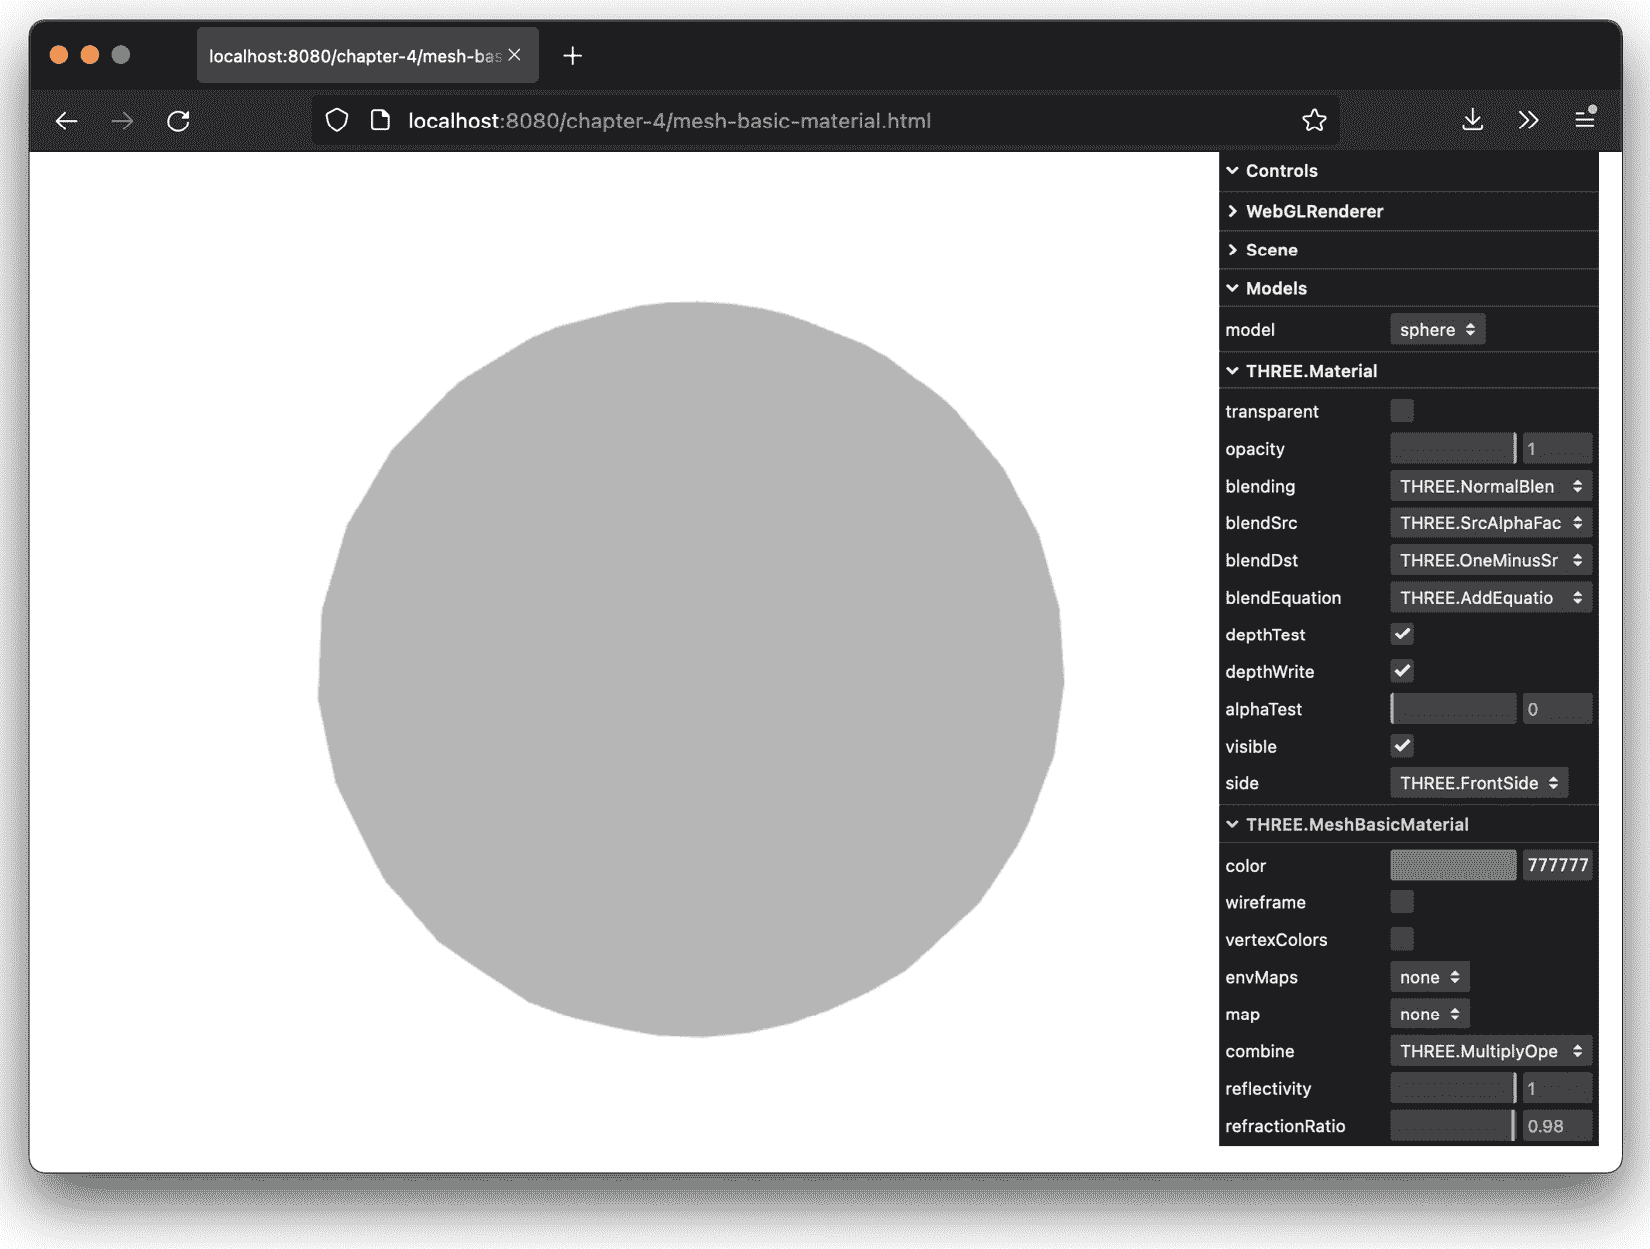 localhost:8080/chapter-4/mesh-bas
localhost:8080/chapter-4/mesh-basic-material.html
Controls
WebGLRenderer
Scene
Models
model sphere
THREE.Material
transparent
opacity 1
blending THREE.NormalBlen
blendSrc THREE.SrcAlphaFac
blendDst THREE.OneMinusSr
blendEquation THREE.AddEquatio
depthTest
depthWrite
alphaTest 0
visible
side THREE.FrontSide
THREE.MeshBasicMaterial
color 777777
wireframe
vertexColors
envMaps none
map none
combine THREE.MultiplyOpe
reflectivity 1
refractionRatio 0.98